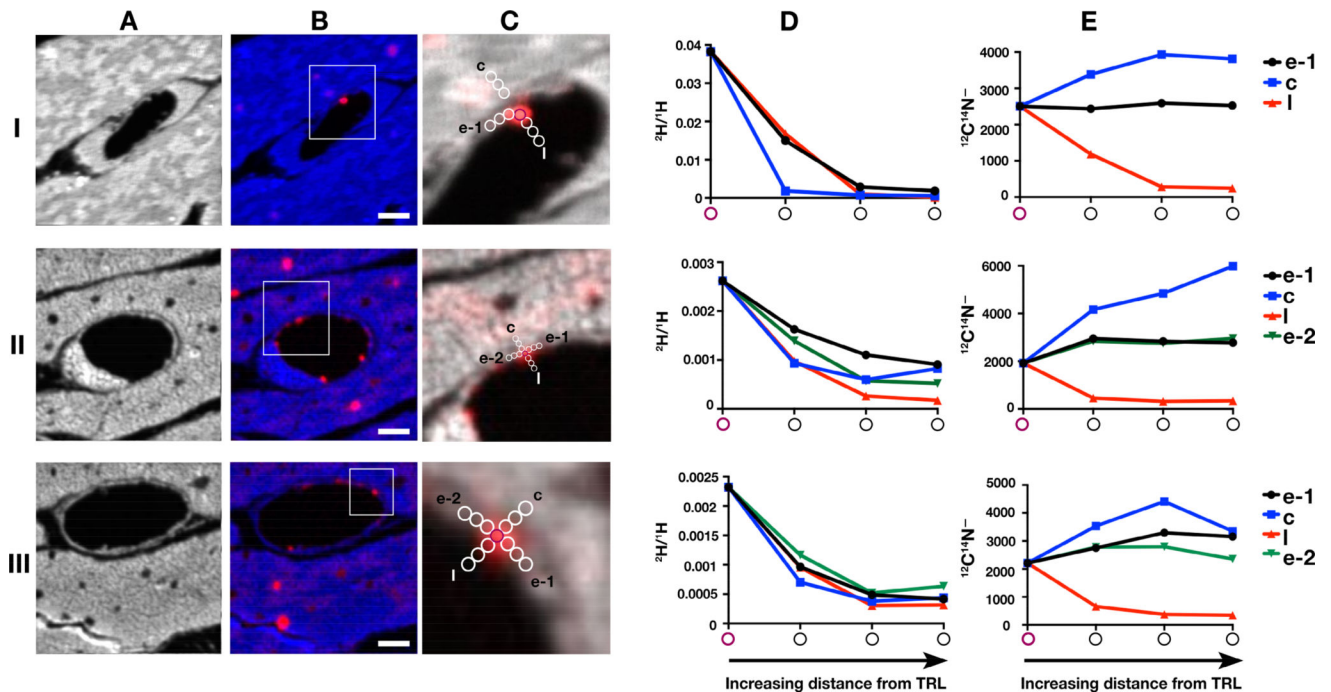 A B C D E
I
c
e-1
l
²H/¹H
0.04
0.03
0.02
0.01
0
¹²C¹⁴N–
4000
3000
2000
1000
0
e-1
c
l
II
c
e-1
e-2
l
²H/¹H
0.003
0.002
0.001
0
¹²C¹⁴N–
6000
4000
2000
0
e-1
c
l
e-2
III
e-2
c
l
e-1
²H/¹H
0.0025
0.002
0.0015
0.001
0.0005
0
¹²C¹⁴N–
5000
4000
3000
2000
1000
0
e-1
c
l
e-2
Increasing distance from TRL
Increasing distance from TRL